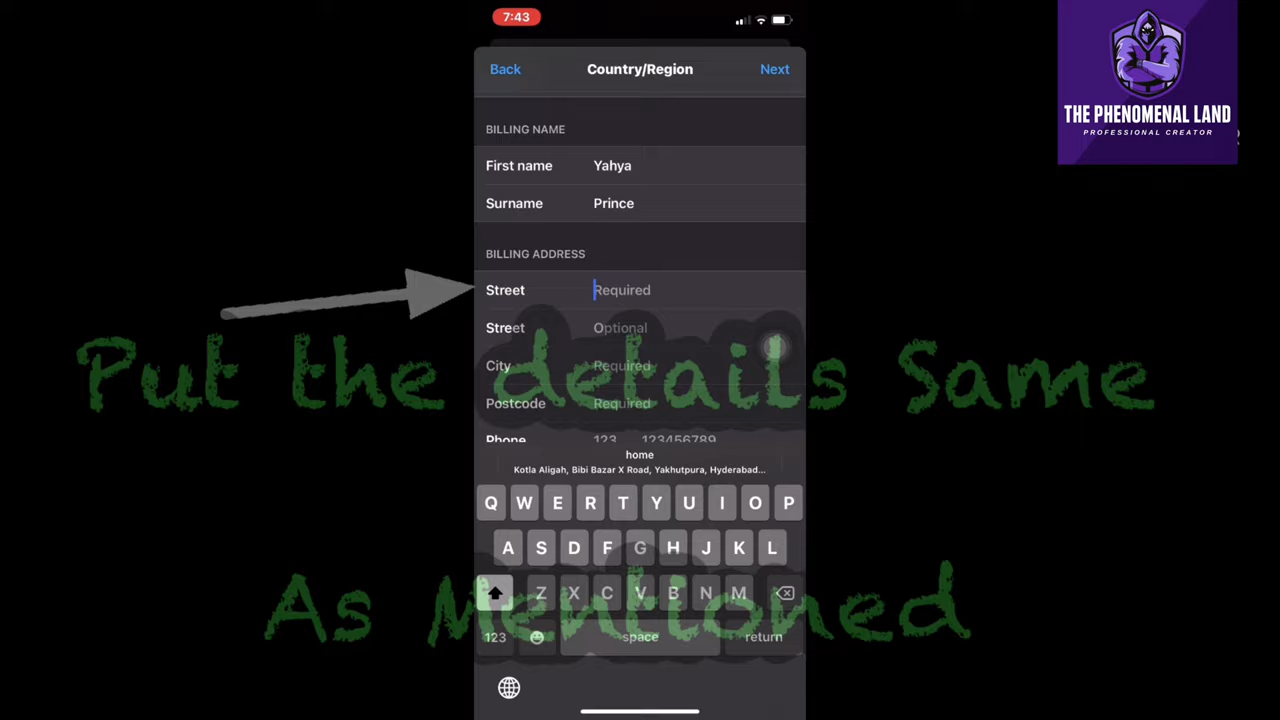 7:43
THE PHENOMENAL LAND
PROFESSIONAL CREATOR
Back Country/Region Next
BILLING NAME
First name Yahya
Surname Prince
BILLING ADDRESS
Street Required
Street Optional
Put the details Same
City Required
Postcode Required
Phone 123 123456789
home
Kotla Aligah, Bibi Bazar X Road, Yakhutpura, Hyderabad...
Q W E R T Y U I O P
A S D F G H J K L
Z X C V B N M
As Mentioned
123 space return